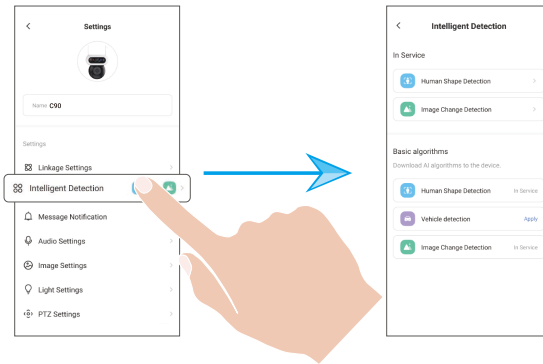 Settings
Name C90
Settings
Linkage Settings
Intelligent Detection
Message Notification
Audio Settings
Image Settings
Light Settings
PTZ Settings
Intelligent Detection
In Service
Human Shape Detection
Image Change Detection
Basic algorithms
Download AI algorithms to the device.
Human Shape Detection In Service
Vehicle detection Apply
Image Change Detection In Service